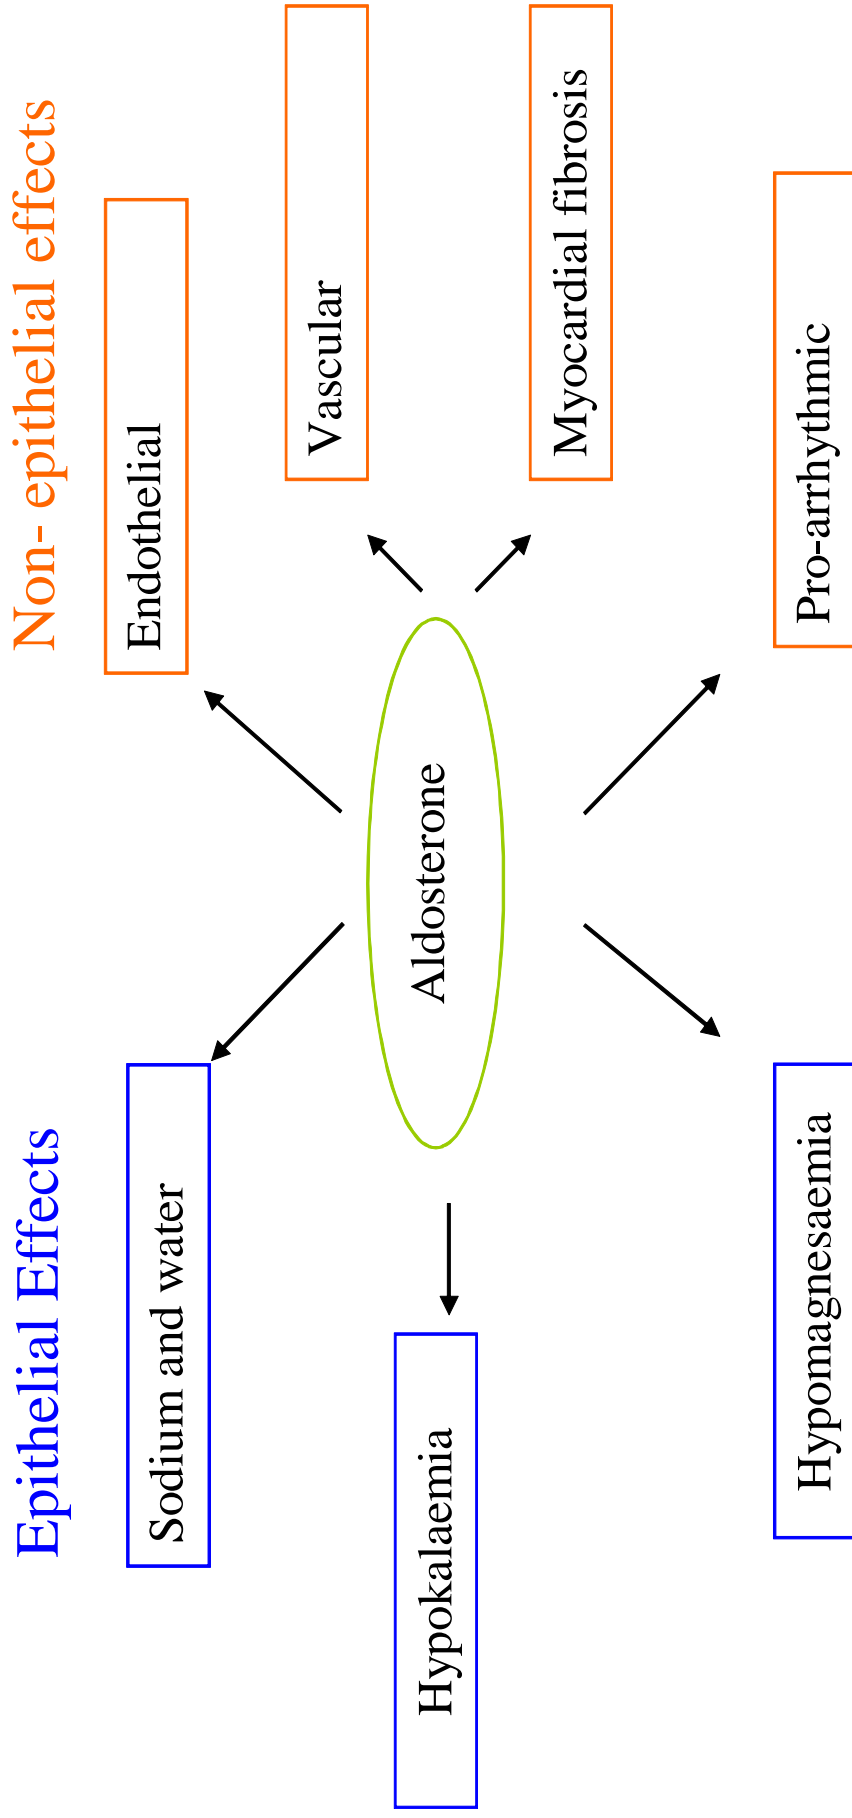 Epithelial Effects
Non- epithelial effects
Sodium and water
Endothelial
Vascular
Hypokalaemia
Aldosterone
Myocardial fibrosis
Hypomagnesaemia
Pro-arrhythmic